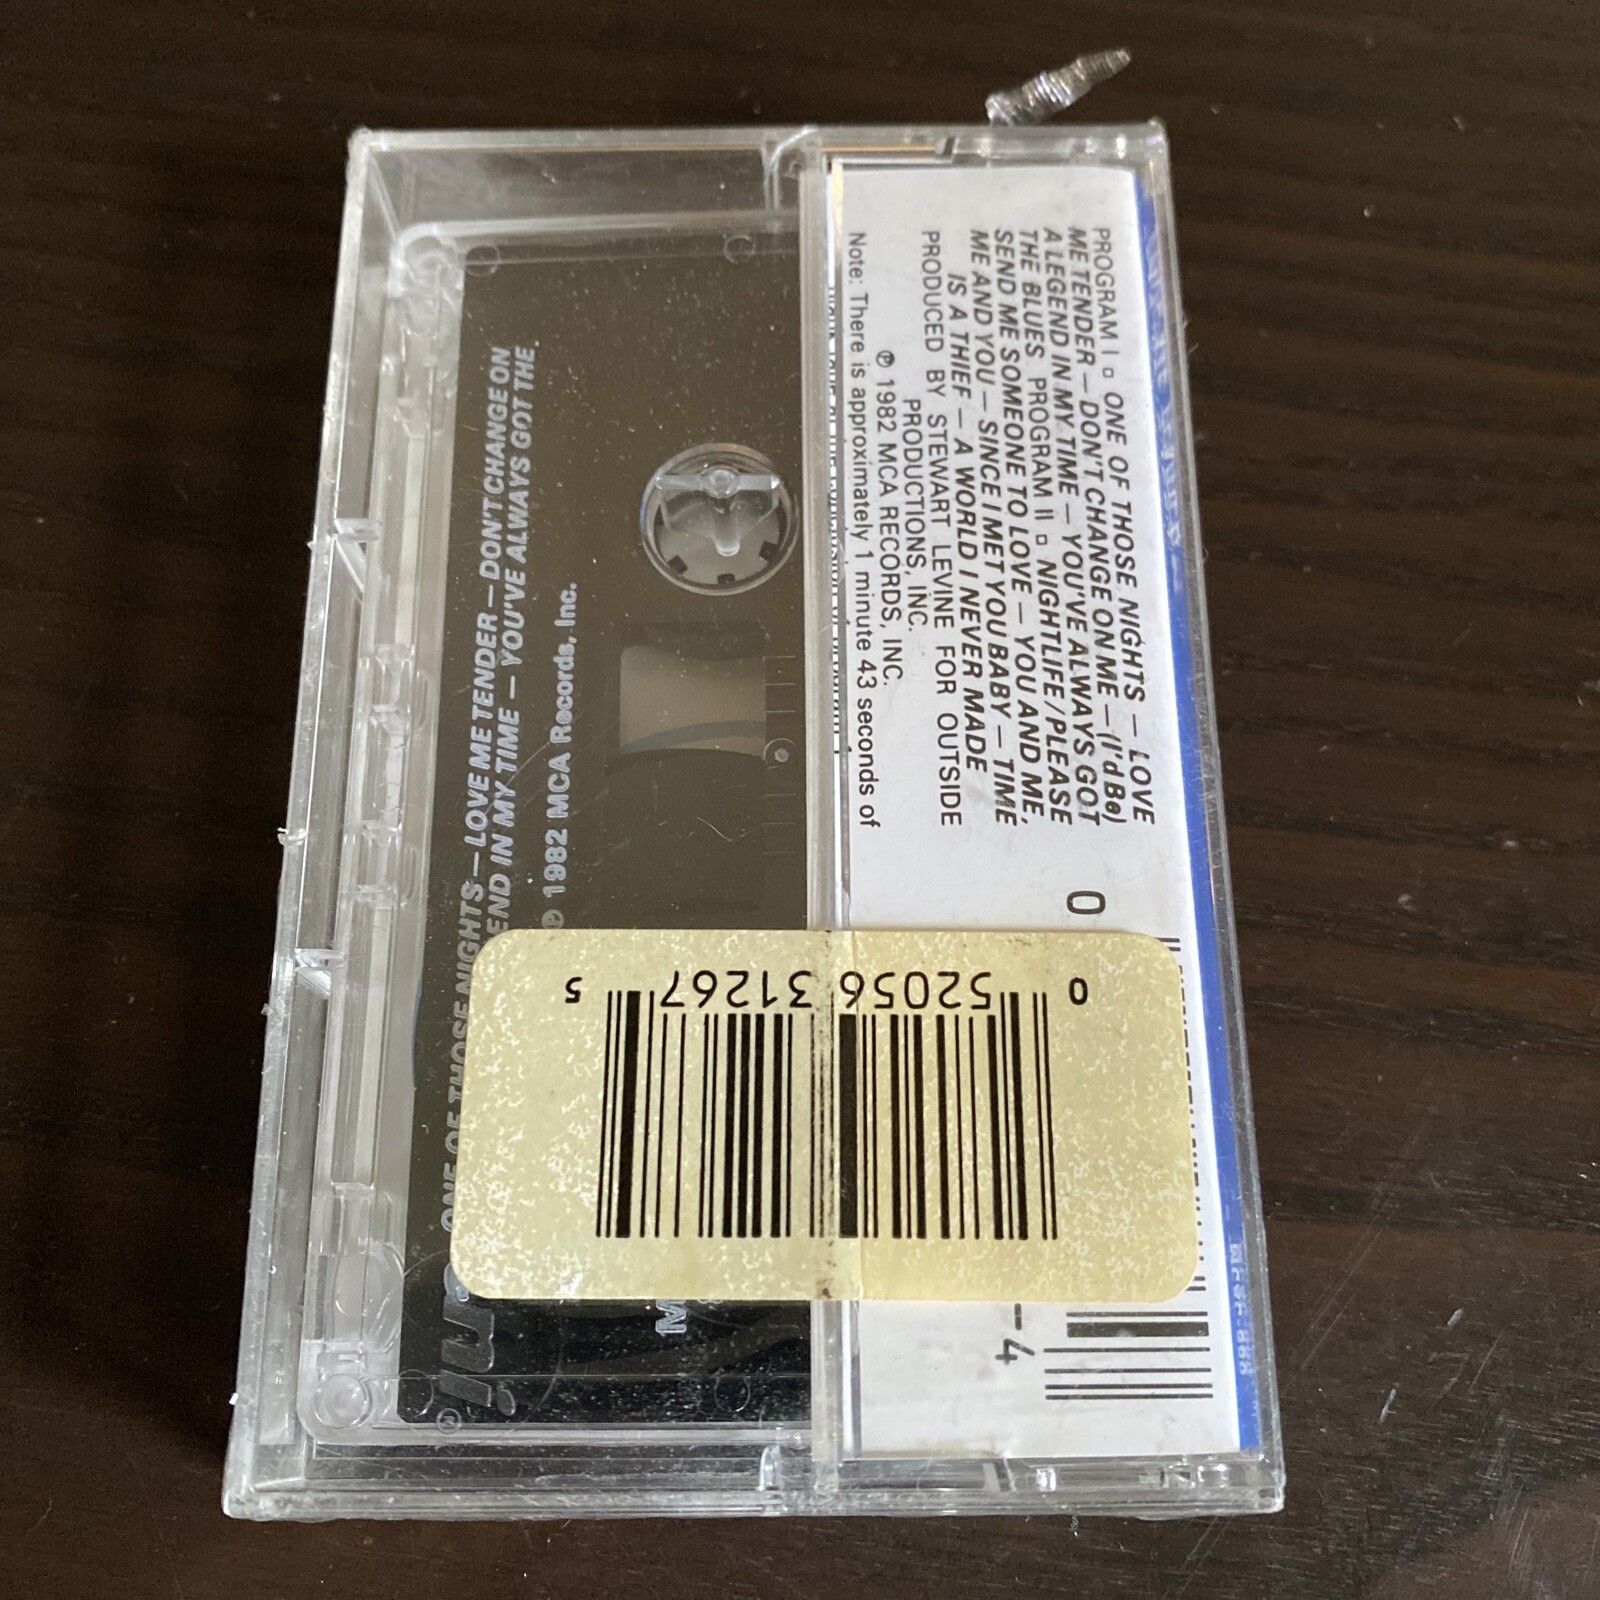 PROGRAM I □ ONE OF THOSE NIGHTS — LOVE
ME TENDER — DON'T CHANGE ON ME — (I'd Be)
A LEGEND IN MY TIME — YOU'VE ALWAYS GOT
THE BLUES PROGRAM II □ NIGHTLIFE/PLEASE
SEND ME SOMEONE TO LOVE — YOU AND ME,
ME AND YOU — SINCE I MET YOU BABY — TIME
IS A THIEF — A WORLD I NEVER MADE
PRODUCED BY STEWART LEVINE FOR OUTSIDE
PRODUCTIONS, INC.
℗ 1982 MCA RECORDS, INC.
Note: There is approximately 1 minute 43 seconds of
0
-4
0 52056 31267 5
ONE OF THOSE NIGHTS — LOVE ME TENDER — DON'T CHANGE ON
END IN MY TIME — YOU'VE ALWAYS GOT THE
℗ 1982 MCA Records, Inc.